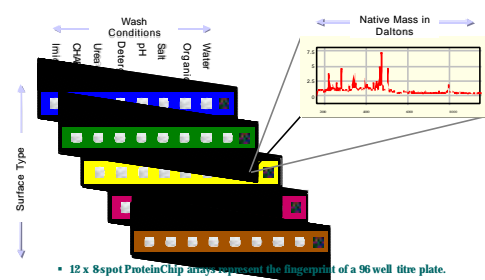 Wash
Conditions
Native Mass in
Daltons
Urea
pH
Salt
Organic
Water
7.5
5
2.5
0
Surface Type
▪ 12 x 8-spot ProteinChip arrays represent the fingerprint of a 96 well titre plate.